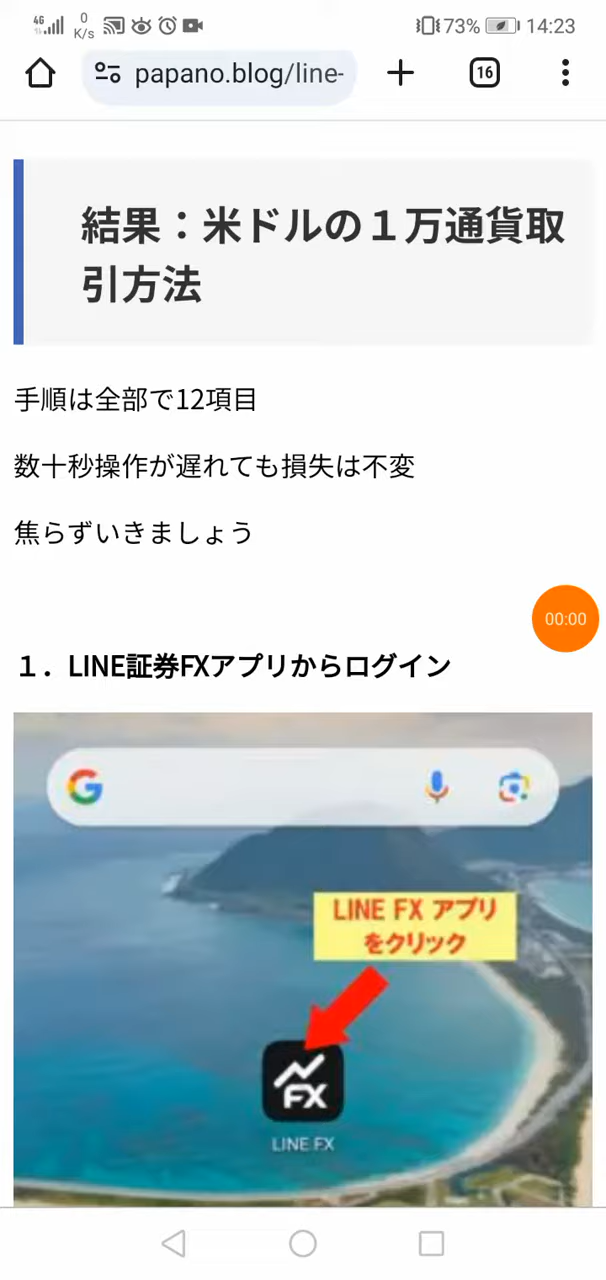 4G
0
K/s
73%
14:23
papano.blog/line-
16
結果：米ドルの１万通貨取
引方法
手順は全部で12項目
数十秒操作が遅れても損失は不変
焦らずいきましょう
00:00
１．LINE証券FXアプリからログイン
LINE FX アプリ
をクリック
FX
LINE FX